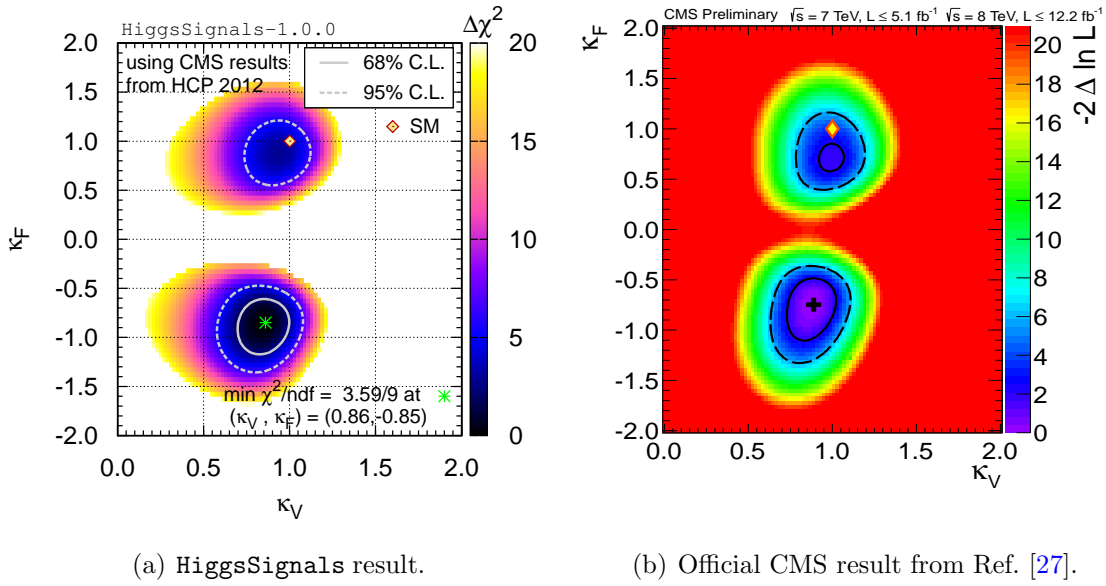 HiggsSignals-1.0.0
Δχ²
2.0
1.5
1.0
0.5
0.0
-0.5
-1.0
-1.5
-2.0
κF
using CMS results
from HCP 2012
68% C.L.
95% C.L.
SM
min χ²/ndf = 3.59/9 at
(κV , κF) = (0.86,-0.85)
0.0 0.5 1.0 1.5 2.0
κV
20
15
10
5
0
(a) HiggsSignals result.
CMS Preliminary √s = 7 TeV, L ≤ 5.1 fb-1 √s = 8 TeV, L ≤ 12.2 fb-1
κF
2.0
1.5
1.0
0.5
0.0
-0.5
-1.0
-1.5
-2.0
0.0 0.5 1.0 1.5 2.0
κV
20
18
16
14
12
10
8
6
4
2
0
-2 Δ ln L
(b) Official CMS result from Ref. [27].